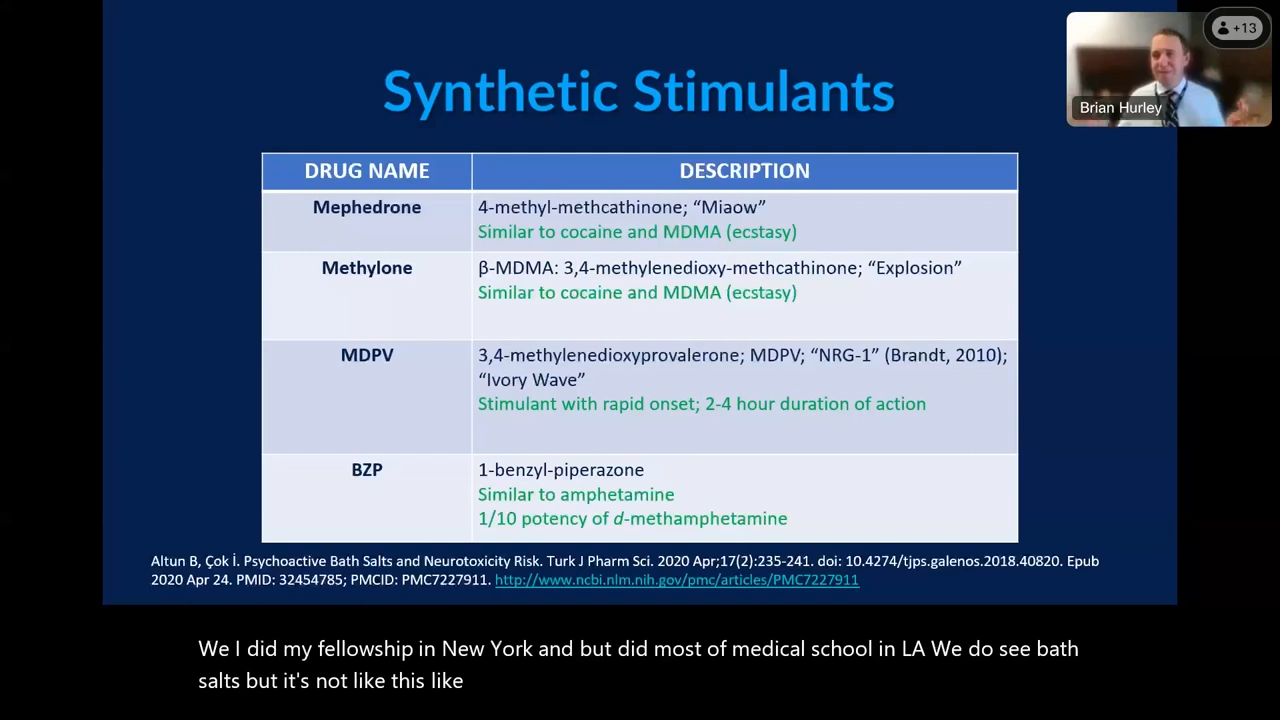 +13
Brian Hurley
Synthetic Stimulants
DRUG NAME
DESCRIPTION
Mephedrone
4-methyl-methcathinone; “Miaow”
Similar to cocaine and MDMA (ecstasy)
Methylone
β-MDMA: 3,4-methylenedioxy-methcathinone; “Explosion”
Similar to cocaine and MDMA (ecstasy)
MDPV
3,4-methylenedioxyprovalerone; MDPV; “NRG-1” (Brandt, 2010);
“Ivory Wave”
Stimulant with rapid onset; 2-4 hour duration of action
BZP
1-benzyl-piperazone
Similar to amphetamine
1/10 potency of d-methamphetamine
Altun B, Çok İ. Psychoactive Bath Salts and Neurotoxicity Risk. Turk J Pharm Sci. 2020 Apr;17(2):235-241. doi: 10.4274/tjps.galenos.2018.40820. Epub
2020 Apr 24. PMID: 32454785; PMCID: PMC7227911. http://www.ncbi.nlm.nih.gov/pmc/articles/PMC7227911
We I did my fellowship in New York and but did most of medical school in LA We do see bath
salts but it's not like this like